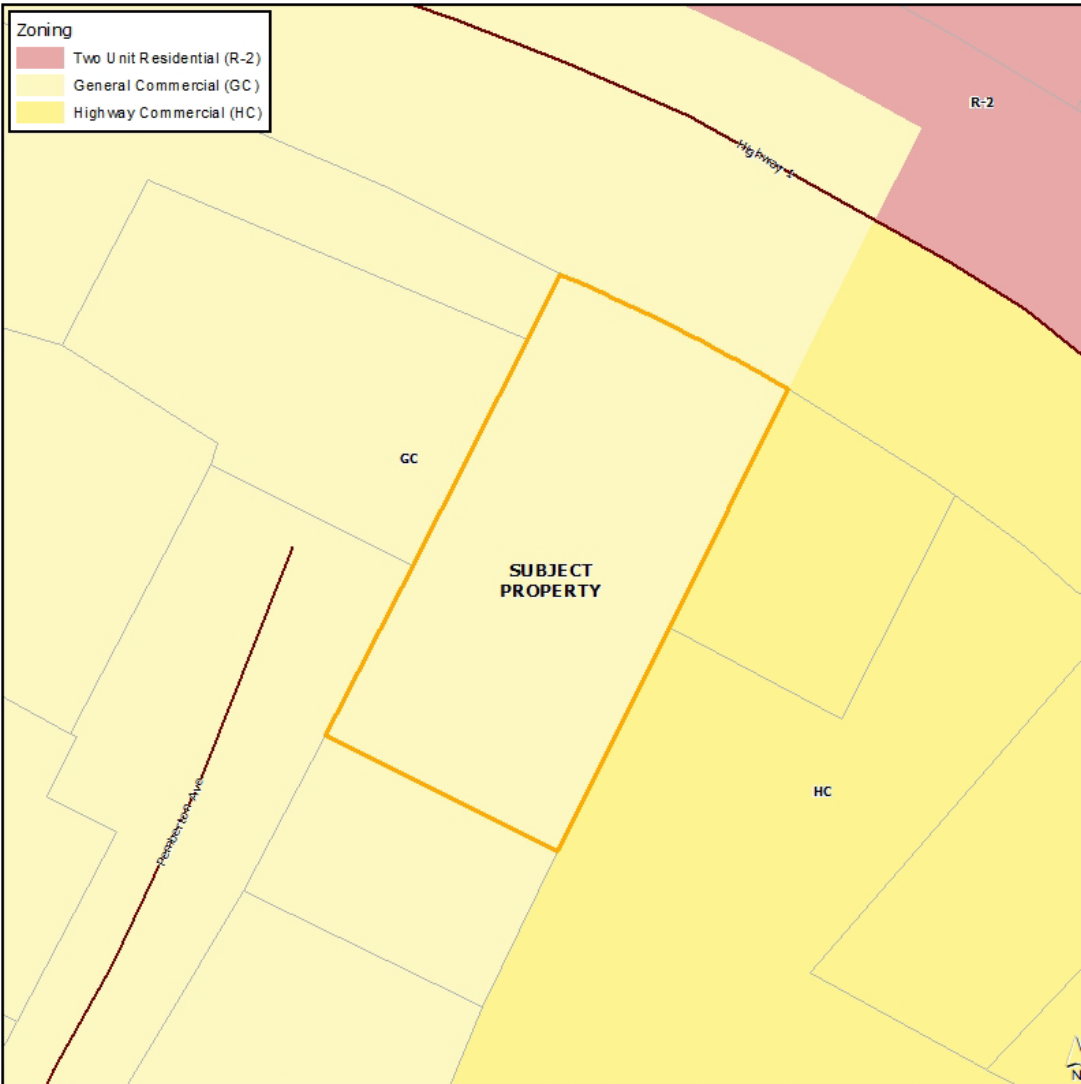 Zoning
Two Unit Residential (R-2)
General Commercial (GC)
Highway Commercial (HC)
R-2
Highway 1
GC
SUBJECT
PROPERTY
HC
Pemberton Ave
N